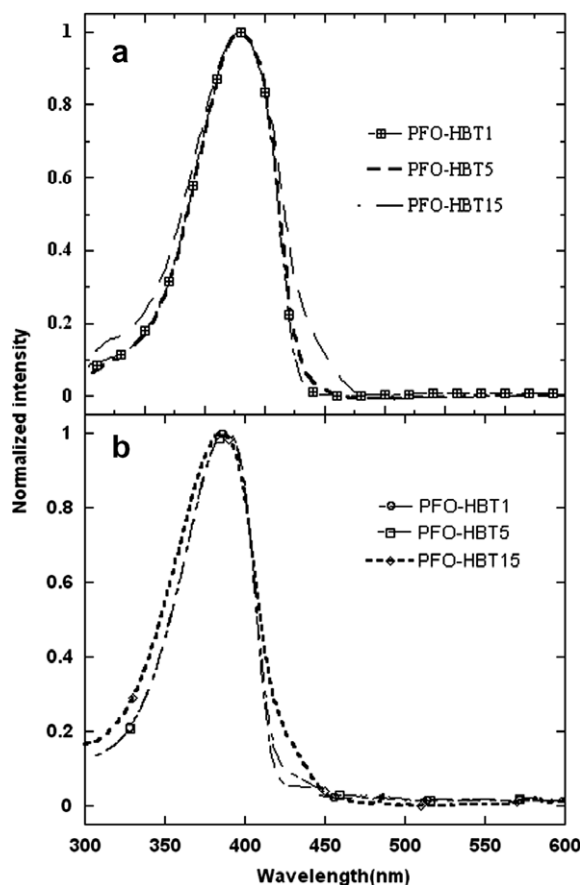 a
1
0.8
0.6
0.4
0.2
0
PFO-HBT1
PFO-HBT5
PFO-HBT15
Normalized intensity
b
1
0.8
0.6
0.4
0.2
0
PFO-HBT1
PFO-HBT5
PFO-HBT15
300 350 400 450 500 550 600
Wavelength(nm)